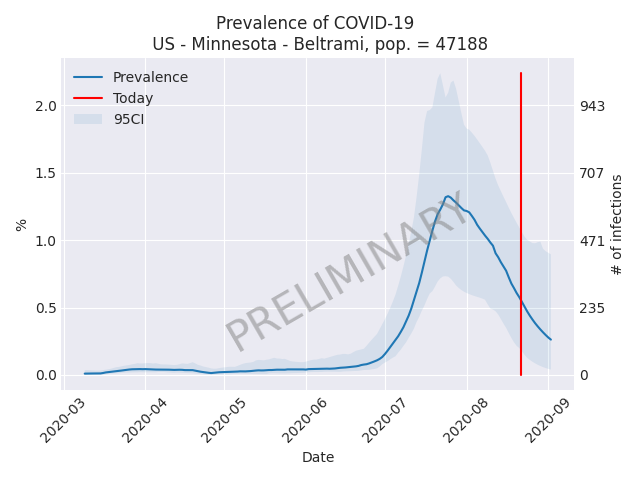 Prevalence of COVID-19
US - Minnesota - Beltrami, pop. = 47188
Prevalence
Today
95CI
PRELIMINARY
%
2.0
1.5
1.0
0.5
0.0
943
707
471
235
0
# of infections
2020-03
2020-04
2020-05
2020-06
2020-07
2020-08
2020-09
Date